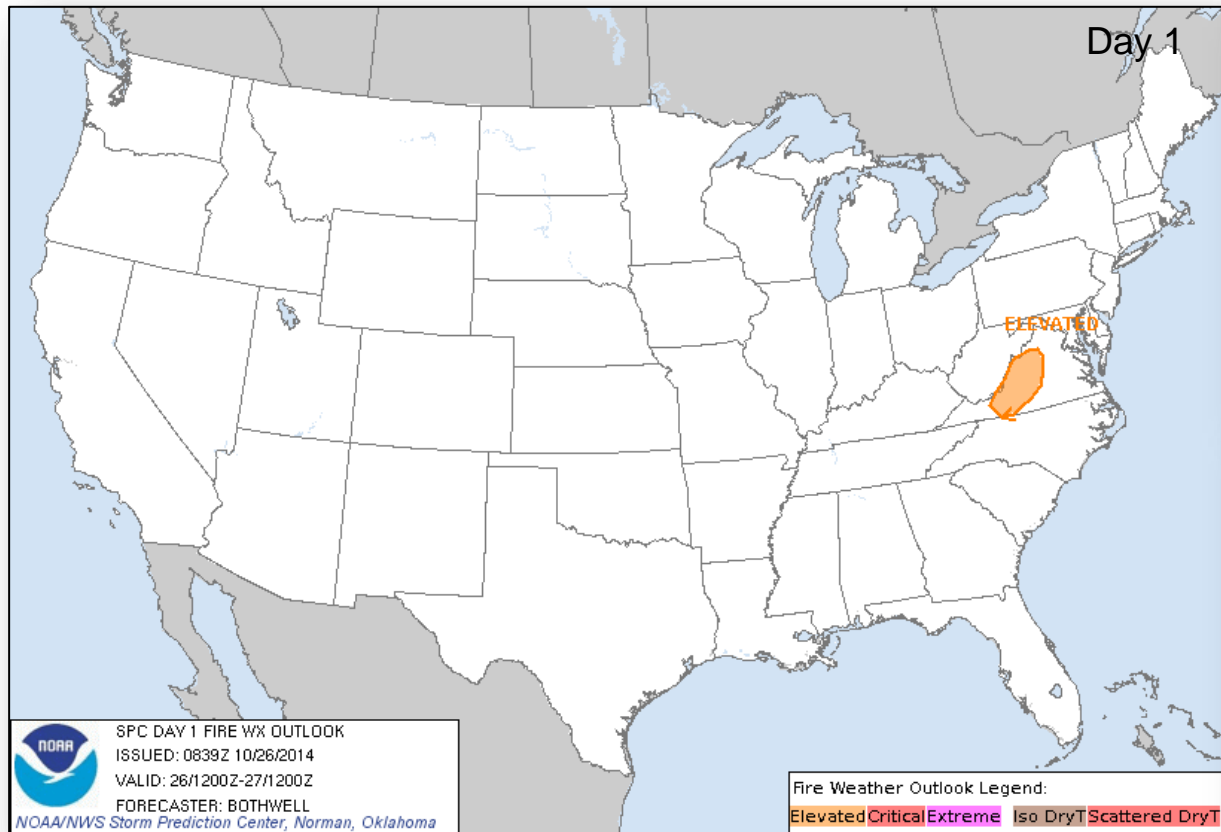 Day 1
ELEVATED
NOAA
SPC DAY 1 FIRE WX OUTLOOK
ISSUED: 0839Z 10/26/2014
VALID: 26/1200Z-27/1200Z
FORECASTER: BOTHWELL
NOAA/NWS Storm Prediction Center, Norman, Oklahoma
Fire Weather Outlook Legend:
Elevated Critical Extreme Iso DryT Scattered DryT